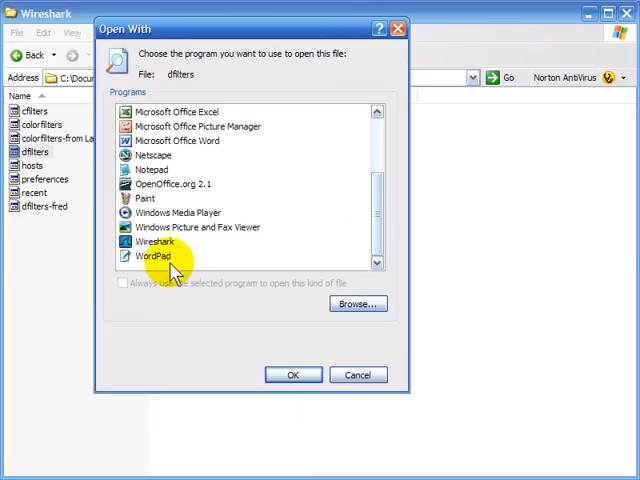 Wireshark
File
Edit
View
Back
Address
C:\Docum
Go
Norton AntiVirus
Name
cfilters
colorfilters
colorfilters-from La
dfilters
hosts
preferences
recent
dfilters-fred
Open With
Choose the program you want to use to open this file:
File: dfilters
Programs
Microsoft Office Excel
Microsoft Office Picture Manager
Microsoft Office Word
Netscape
Notepad
OpenOffice.org 2.1
Paint
Windows Media Player
Windows Picture and Fax Viewer
Wireshark
WordPad
Always use the selected program to open this kind of file
Browse...
OK
Cancel